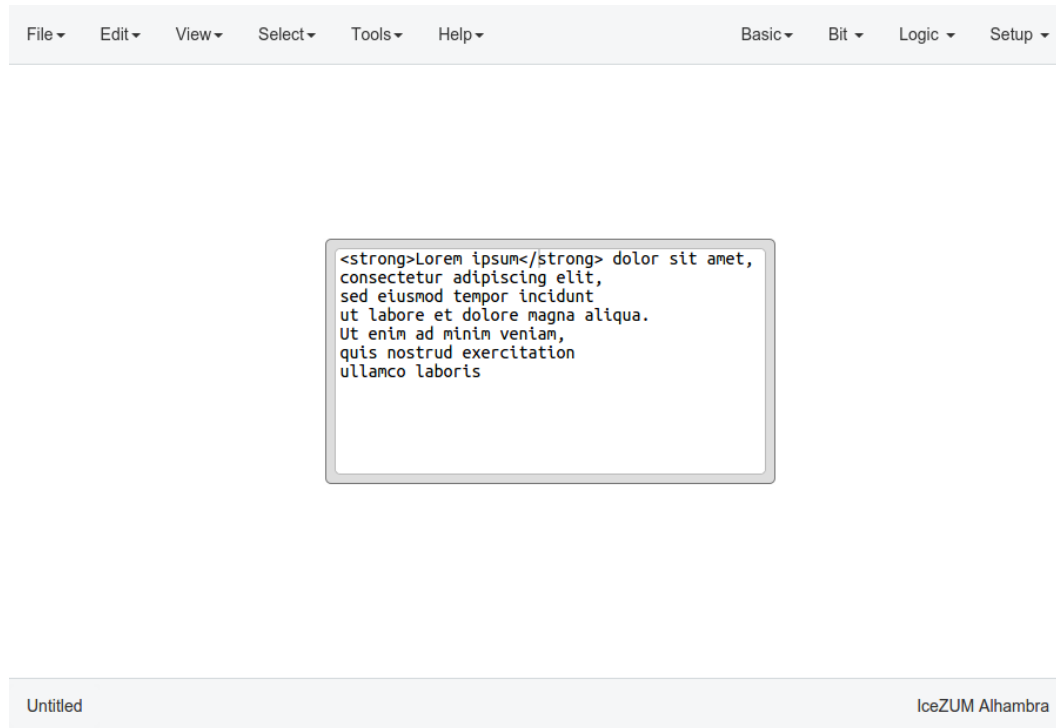 File Edit View Select Tools Help Basic Bit Logic Setup
<strong>Lorem ipsum</strong> dolor sit amet,
consectetur adipiscing elit,
sed eiusmod tempor incidunt
ut labore et dolore magna aliqua.
Ut enim ad minim veniam,
quis nostrud exercitation
ullamco laboris
Untitled IceZUM Alhambra